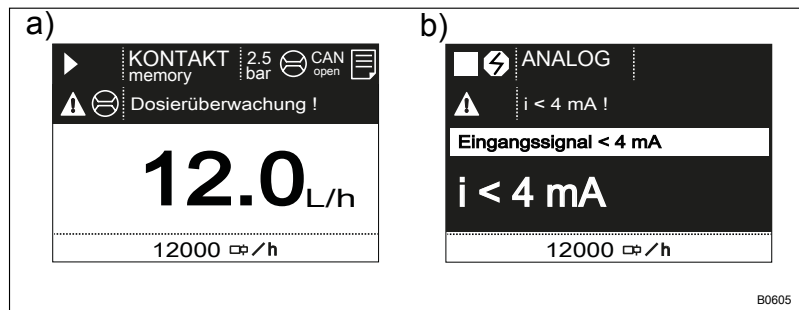 a)
KONTAKT
memory
2.5
bar
CAN
open
Dosierüberwachung !
12.0 L/h
12000 /h
b)
ANALOG
i < 4 mA !
Eingangssignal < 4 mA
i < 4 mA
12000 /h
B0605